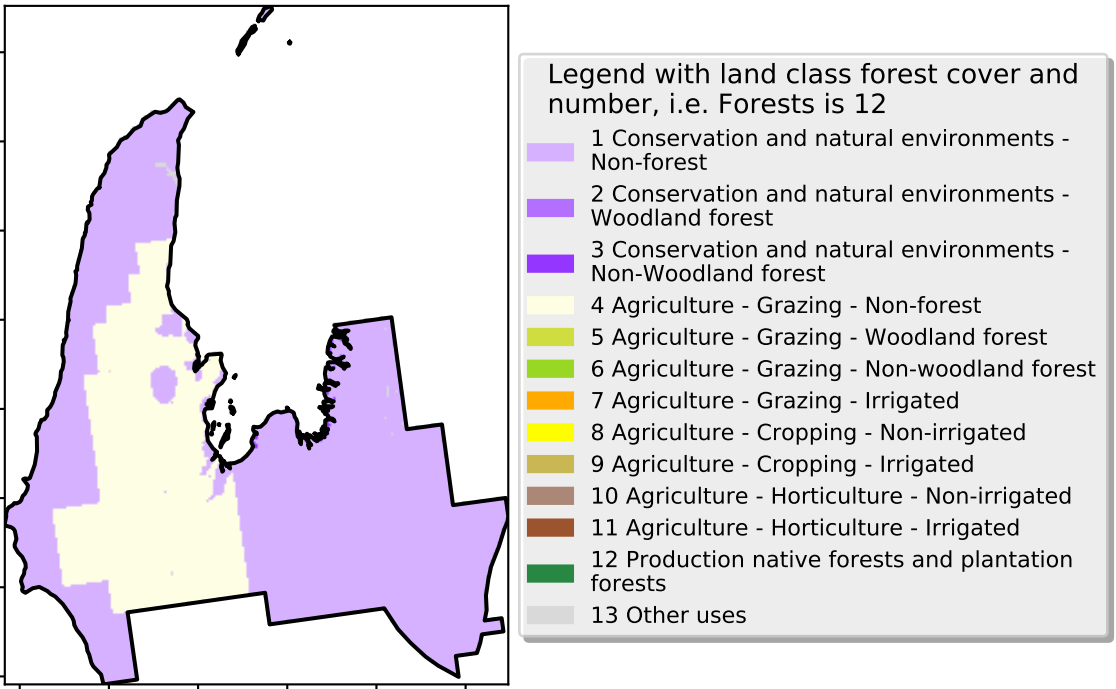 Legend with land class forest cover and
number, i.e. Forests is 12
1 Conservation and natural environments -
Non-forest
2 Conservation and natural environments -
Woodland forest
3 Conservation and natural environments -
Non-Woodland forest
4 Agriculture - Grazing - Non-forest
5 Agriculture - Grazing - Woodland forest
6 Agriculture - Grazing - Non-woodland forest
7 Agriculture - Grazing - Irrigated
8 Agriculture - Cropping - Non-irrigated
9 Agriculture - Cropping - Irrigated
10 Agriculture - Horticulture - Non-irrigated
11 Agriculture - Horticulture - Irrigated
12 Production native forests and plantation
forests
13 Other uses